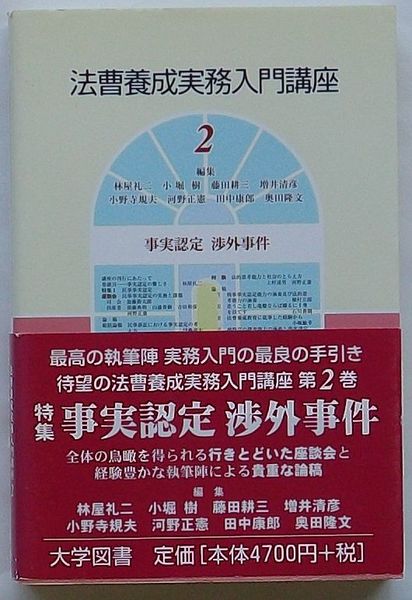 法曹養成実務入門講座
2
編集
林屋礼二 小堀 樹 藤田耕三 増井清彦
小野寺規夫 河野正憲 田中康郎 奥田隆文
事実認定 渉外事件
最高の執筆陣 実務入門の最良の手引き
待望の法曹養成実務入門講座 第2巻
特集 事実認定 渉外事件
全体の鳥瞰を得られる行きとどいた座談会と
経験豊かな執筆陣による貴重な論稿
編集
林屋礼二 小堀 樹 藤田耕三 増井清彦
小野寺規夫 河野正憲 田中康郎 奥田隆文
大学図書 定価[本体4700円+税]